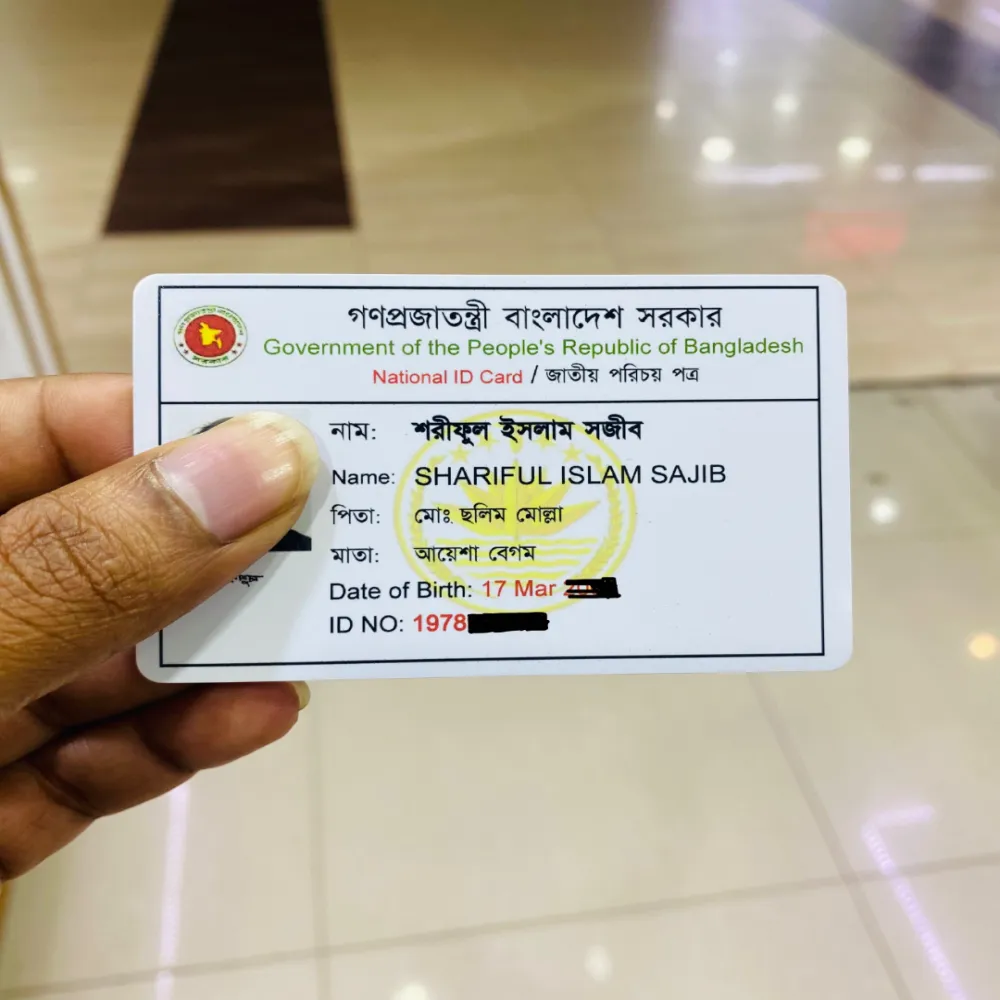 গণপ্রজাতন্ত্রী বাংলাদেশ সরকার
Government of the People's Republic of Bangladesh
National ID Card / জাতীয় পরিচয় পত্র
নাম: শরীফুল ইসলাম সজীব
Name: SHARIFUL ISLAM SAJIB
পিতা: মোঃ ছলিম মোল্লা
মাতা: আয়েশা বেগম
Date of Birth: 17 Mar
ID NO: 1978